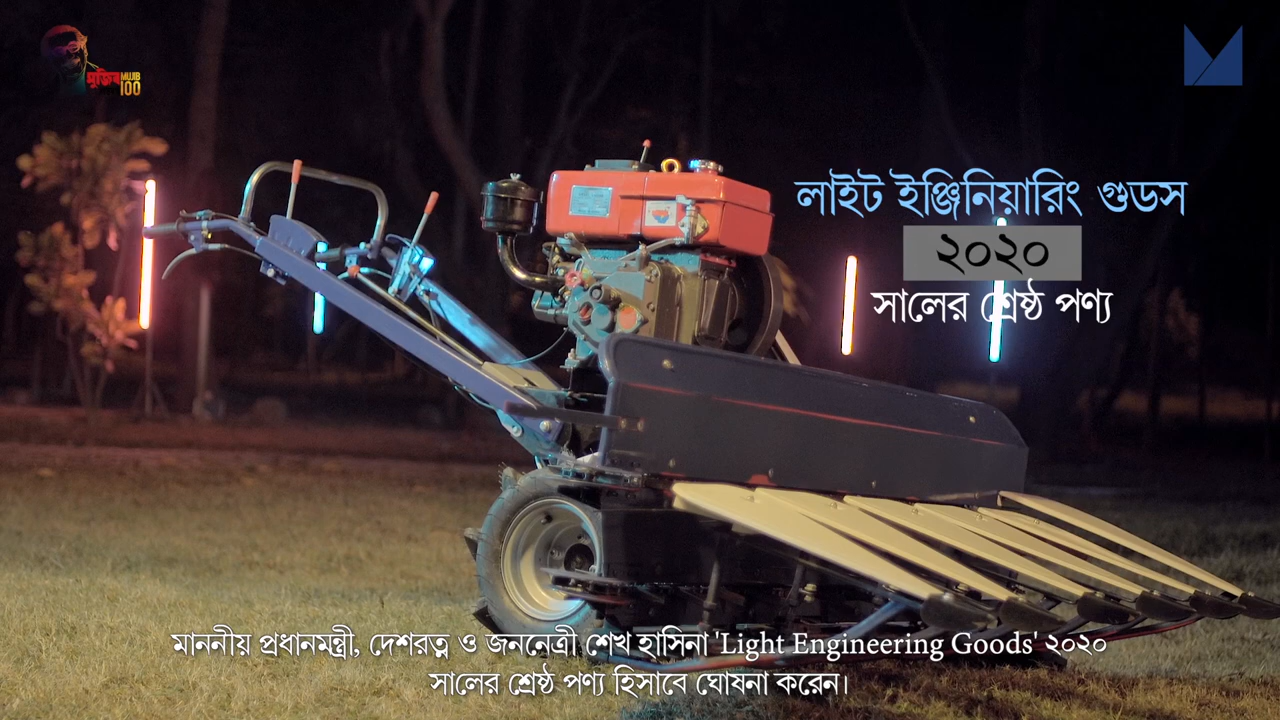 মুজিব
MUJIB
100
লাইট ইঞ্জিনিয়ারিং গুডস
২০২০
সালের শ্রেষ্ঠ পণ্য
মাননীয় প্রধানমন্ত্রী, দেশরত্ন ও জননেত্রী শেখ হাসিনা 'Light Engineering Goods' ২০২০
সালের শ্রেষ্ঠ পণ্য হিসাবে ঘোষনা করেন।